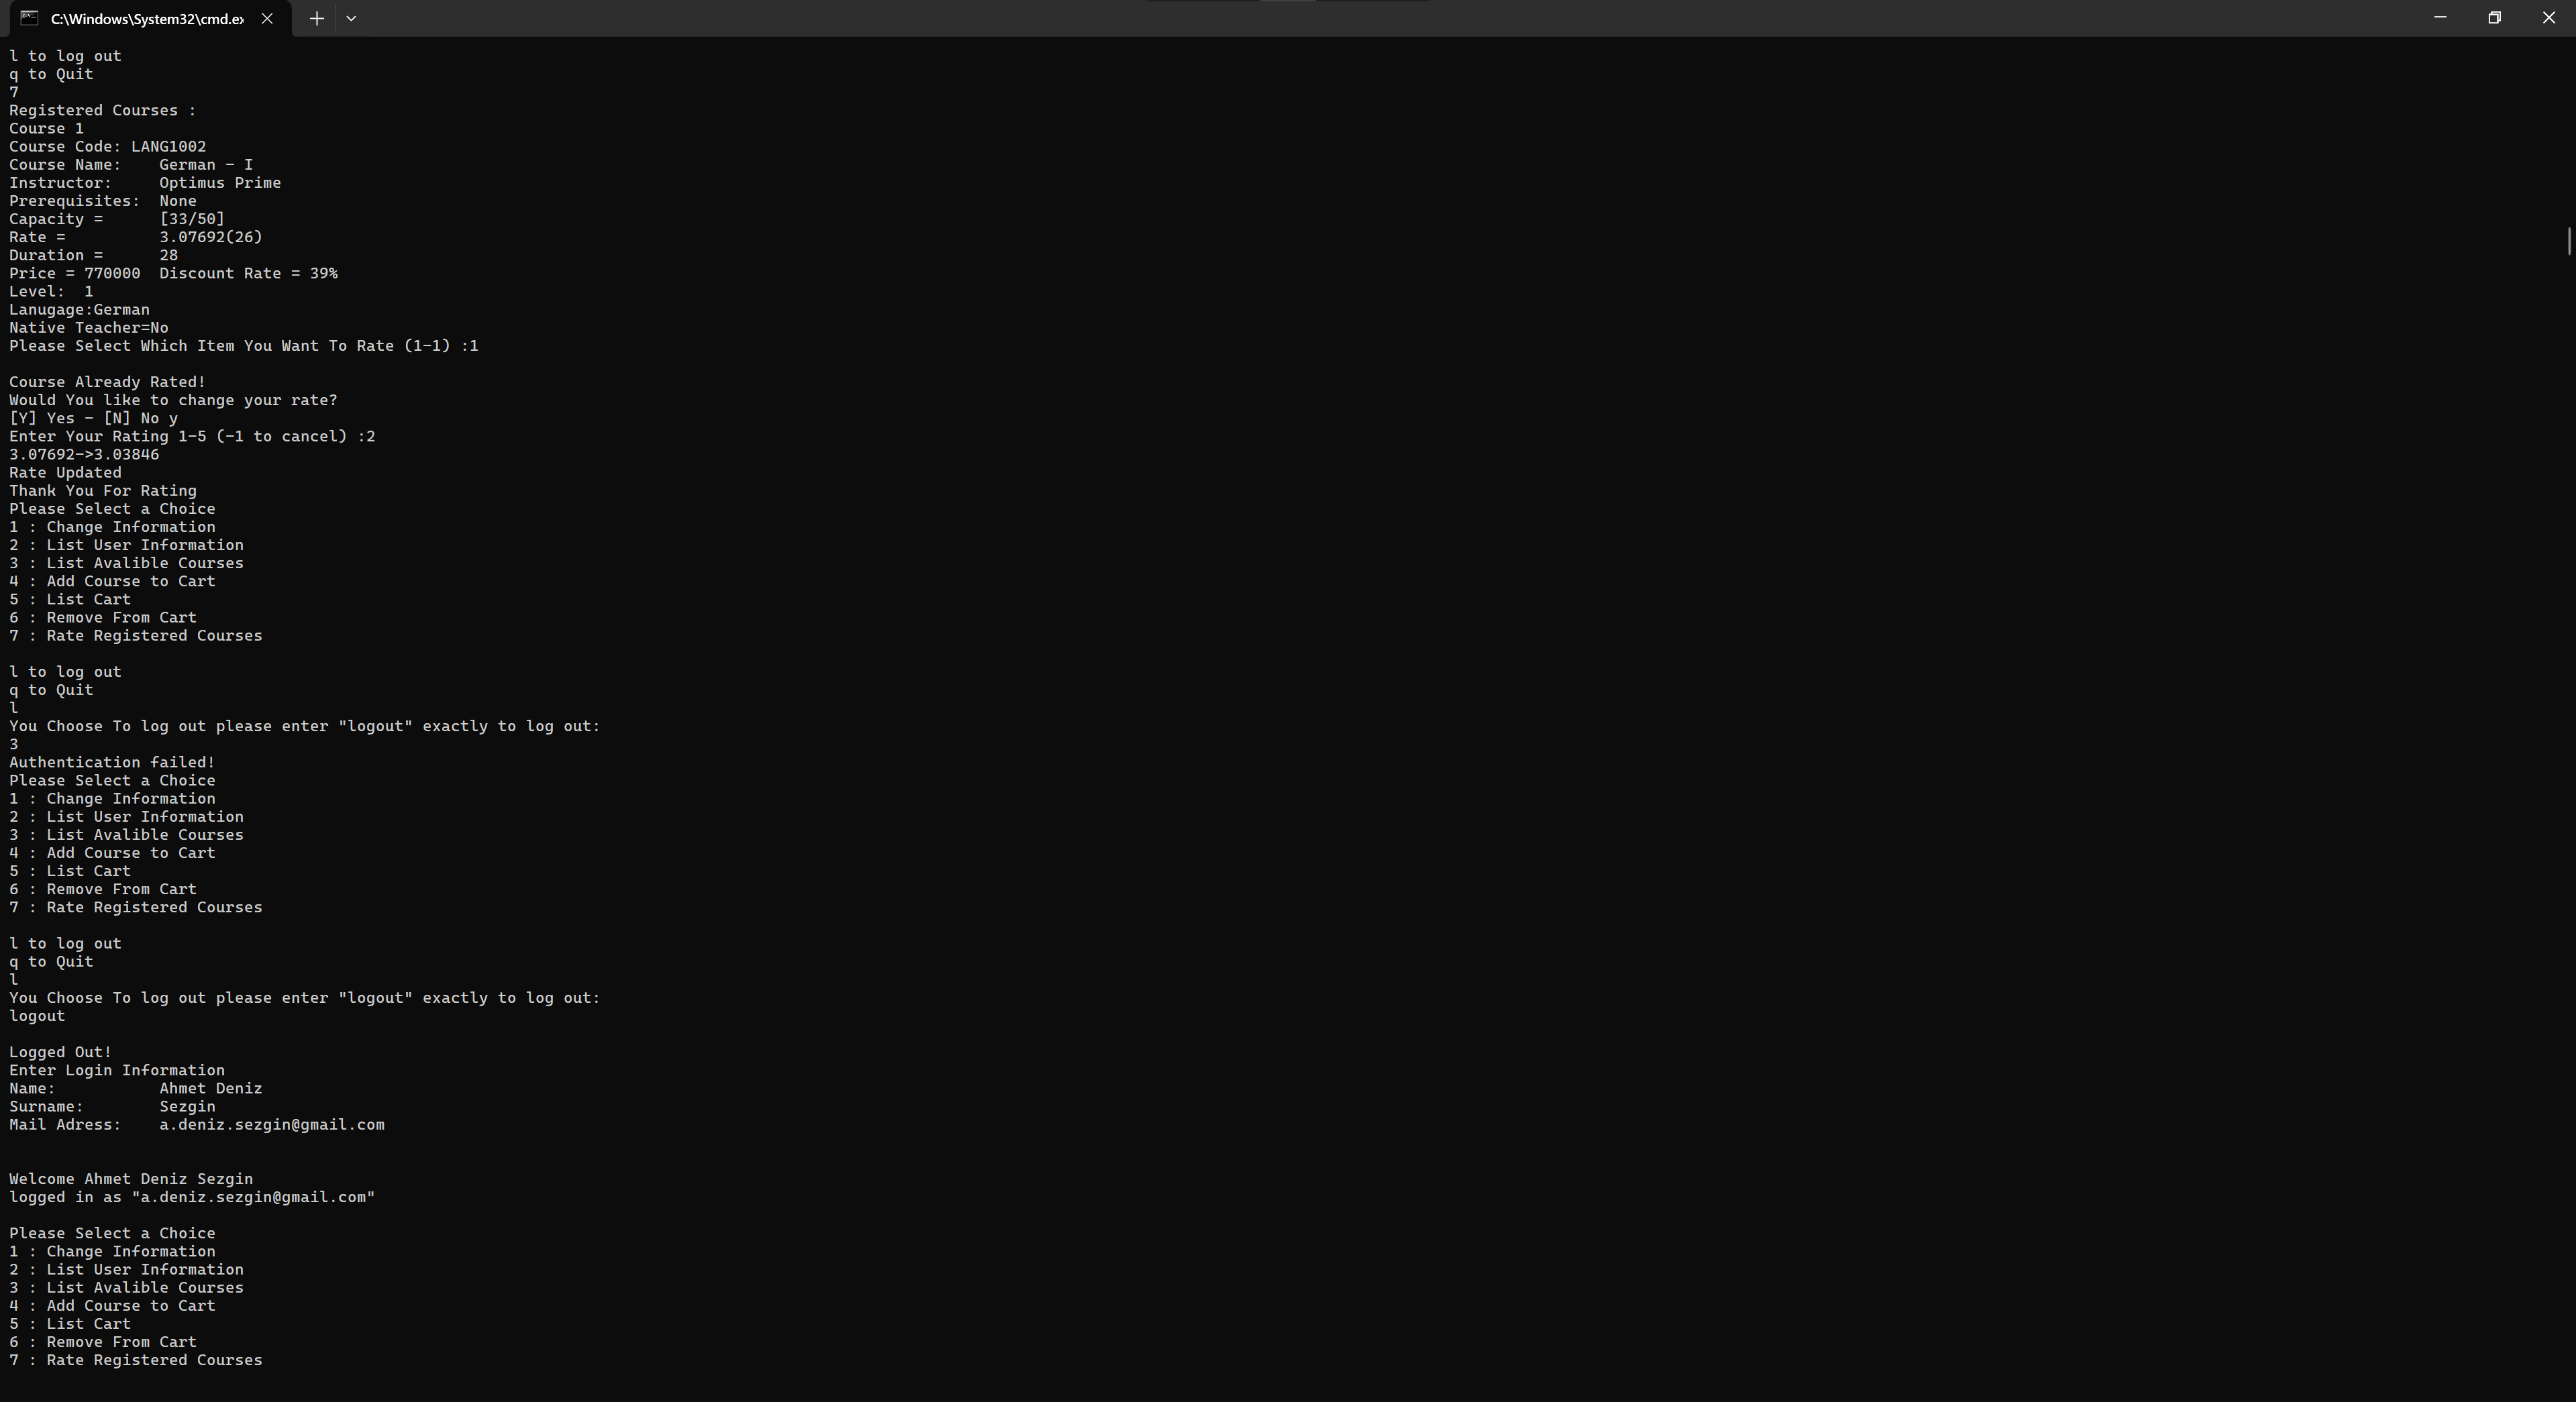 C:\Windows\System32\cmd.ex
l to log out
q to Quit
7
Registered Courses :
Course 1
Course Code: LANG1002
Course Name:    German - I
Instructor:     Optimus Prime
Prerequisites:  None
Capacity =      [33/50]
Rate =          3.07692(26)
Duration =      28
Price = 770000  Discount Rate = 39%
Level:  1
Lanugage:German
Native Teacher=No
Please Select Which Item You Want To Rate (1-1) :1
Course Already Rated!
Would You like to change your rate?
[Y] Yes - [N] No y
Enter Your Rating 1-5 (-1 to cancel) :2
3.07692->3.03846
Rate Updated
Thank You For Rating
Please Select a Choice
1 : Change Information
2 : List User Information
3 : List Avalible Courses
4 : Add Course to Cart
5 : List Cart
6 : Remove From Cart
7 : Rate Registered Courses
l to log out
q to Quit
l
You Choose To log out please enter "logout" exactly to log out:
3
Authentication failed!
Please Select a Choice
1 : Change Information
2 : List User Information
3 : List Avalible Courses
4 : Add Course to Cart
5 : List Cart
6 : Remove From Cart
7 : Rate Registered Courses
l to log out
q to Quit
l
You Choose To log out please enter "logout" exactly to log out:
logout
Logged Out!
Enter Login Information
Name:           Ahmet Deniz
Surname:        Sezgin
Mail Adress:    a.deniz.sezgin@gmail.com
Welcome Ahmet Deniz Sezgin
logged in as "a.deniz.sezgin@gmail.com"
Please Select a Choice
1 : Change Information
2 : List User Information
3 : List Avalible Courses
4 : Add Course to Cart
5 : List Cart
6 : Remove From Cart
7 : Rate Registered Courses